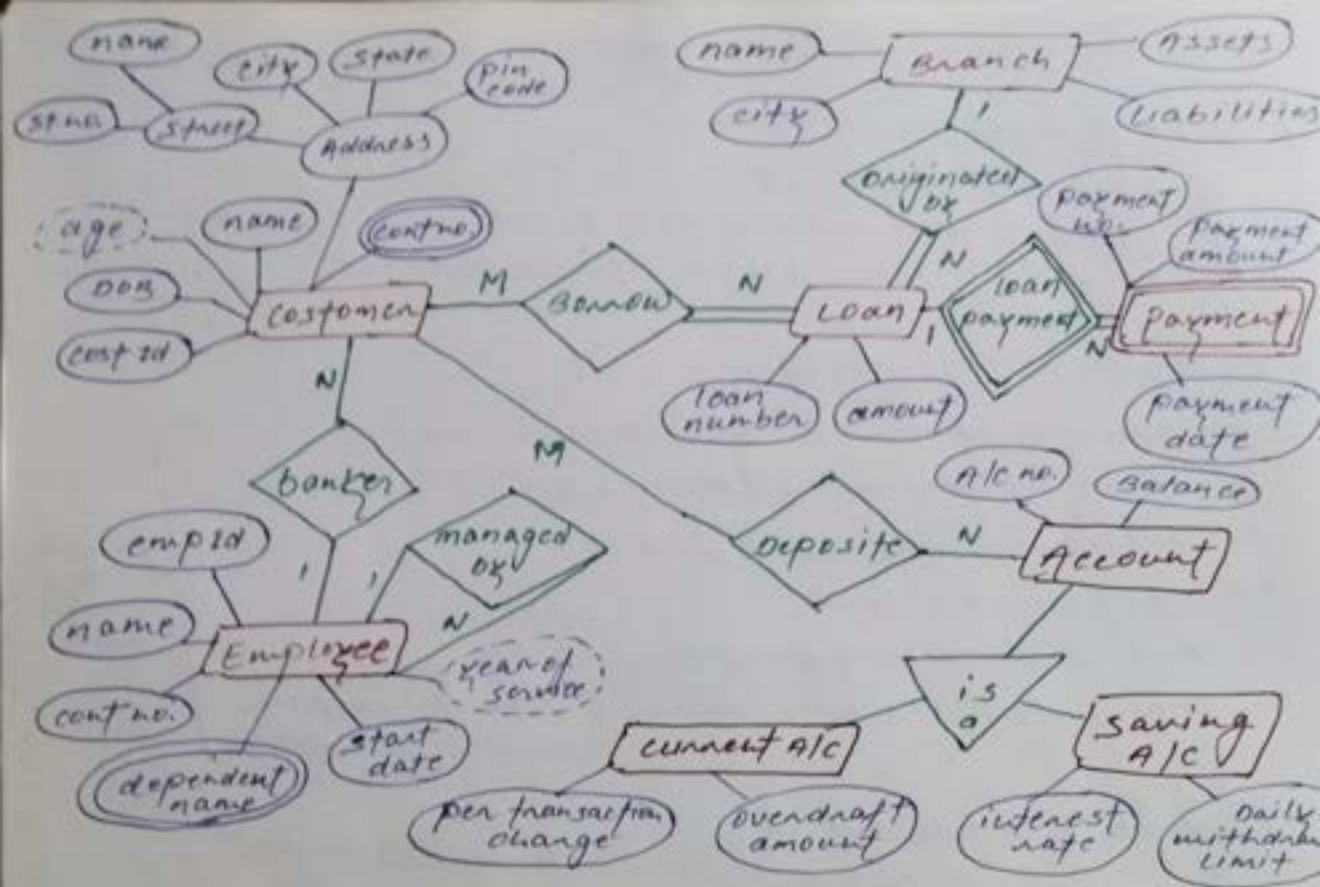 name
city
state
pin
code
st no.
street
Address
name
Branch
Assets
city
Liabilities
1
originated
by
age
name
cont no.
DOB
cost id
costomer
M
Borrow
N
Loan
N
1
loan
payment
N
payment
payment
no.
payment
amount
payment
date
loan
number
amount
N
banker
1
M
Deposite
N
A/c no.
Balance
Account
managed
by
1
N
emp Id
name
Employee
cont no.
dependent
name
start
date
year of
service
is
a
current A/c
saving
A/c
per transaction
charge
overdraft
amount
interest
rate
Daily
Limit